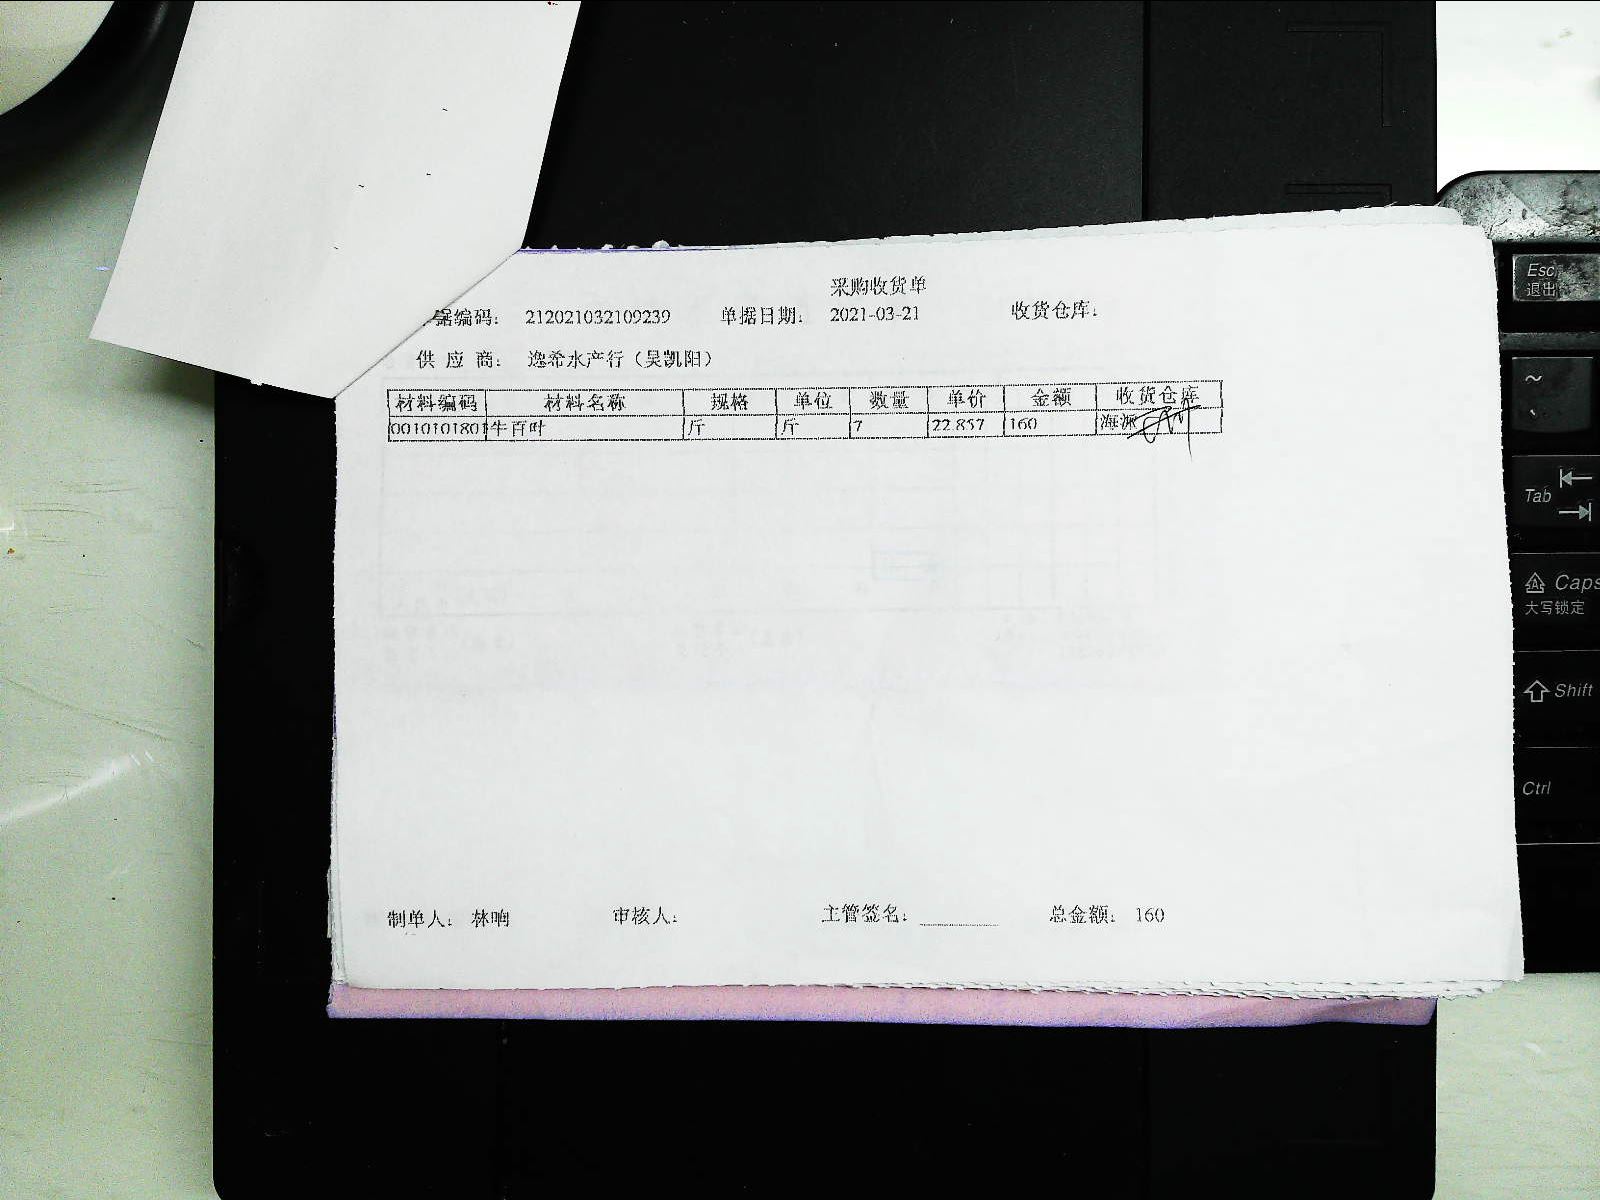 采购收货单
据编码： 212021032109239 单据日期： 2021-03-21 收货仓库：
供 应 商： 逸希水产行（吴凯阳）
材料编码 材料名称 规格 单位 数量 单价 金额 收货仓库
0010101801 牛百叶 斤 斤 7 22.857 160 海派
制单人： 林响 审核人： 主管签名： 总金额： 160
Esc
退出
~
Tab
Caps
大写锁定
Shift
Ctrl